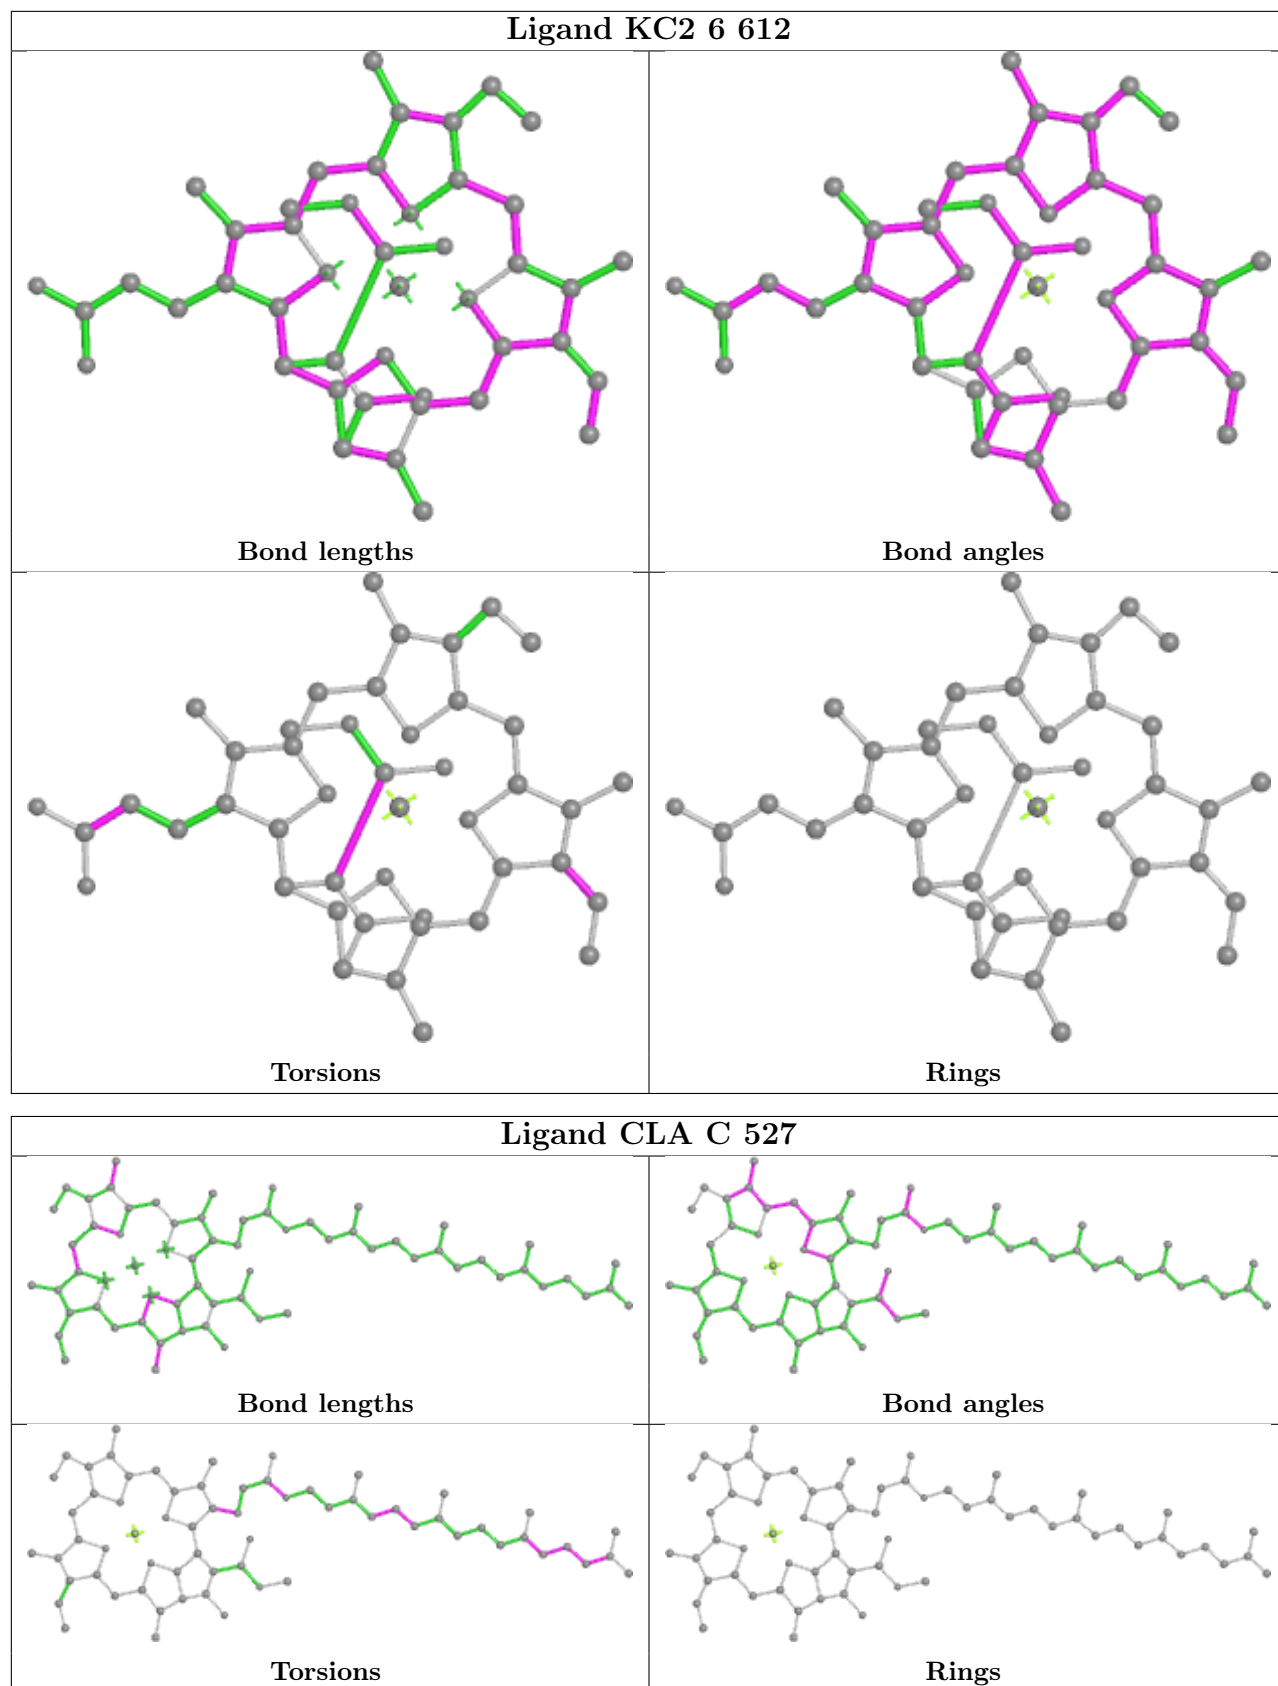 Ligand KC2 6 612
Bond lengths
Bond angles
Torsions
Rings
Ligand CLA C 527
Bond lengths
Bond angles
Torsions
Rings